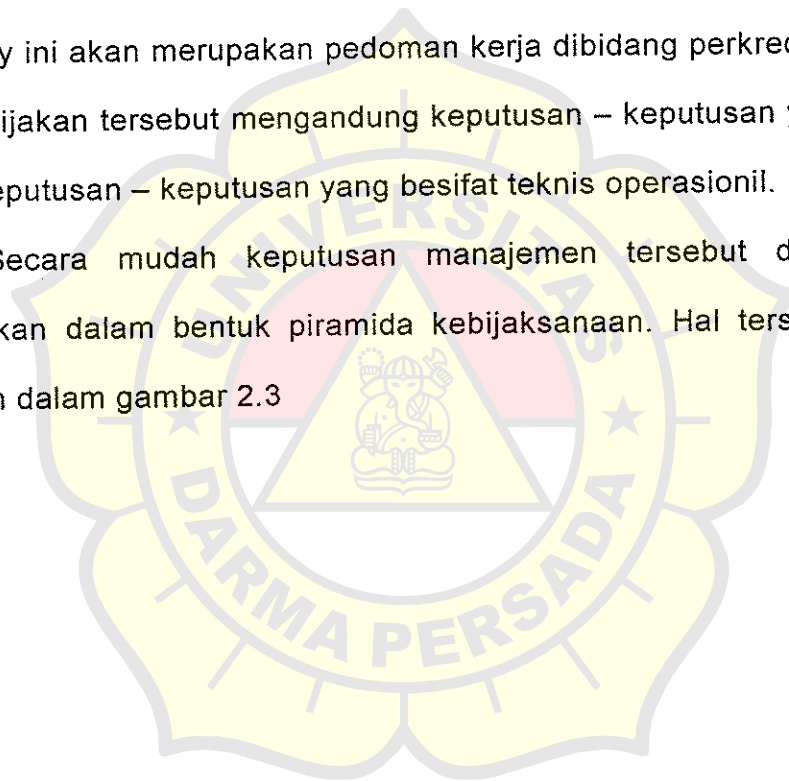 y ini akan merupakan pedoman kerja dibidang perkred
ijakan tersebut mengandung keputusan – keputusan y
eputusan – keputusan yang besifat teknis operasionil.
Secara mudah keputusan manajemen tersebut d
kan dalam bentuk piramida kebijaksanaan. Hal ters
n dalam gambar 2.3
UNIVERSITAS
DARMA PERSADA